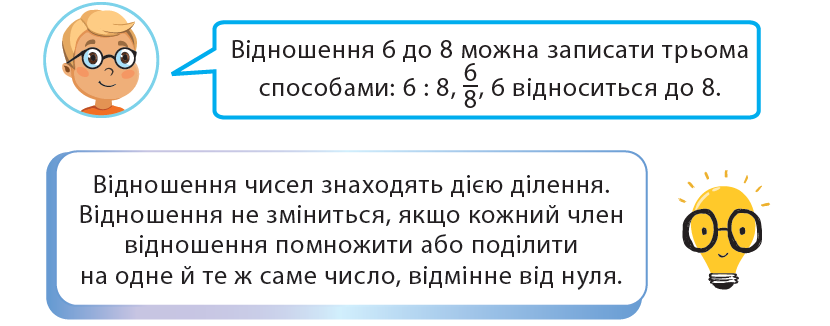 Відношення 6 до 8 можна записати трьома
способами: 6 : 8, 6/8, 6 відноситься до 8.
Відношення чисел знаходять дією ділення.
Відношення не зміниться, якщо кожний член
відношення помножити або поділити
на одне й те ж саме число, відмінне від нуля.